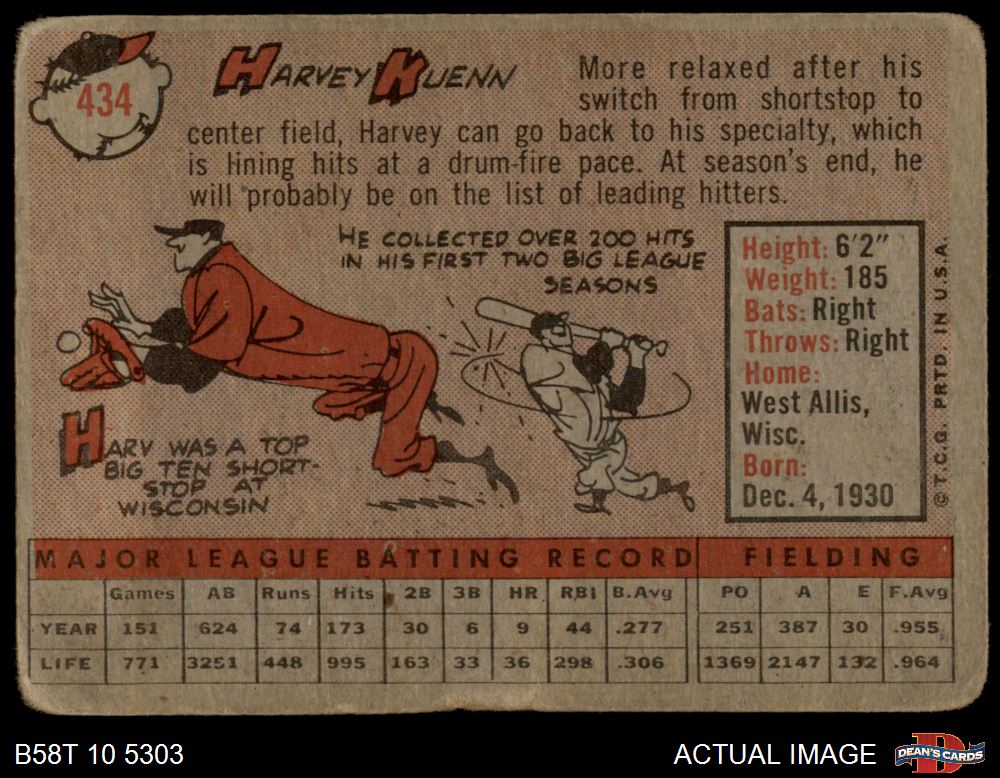 434
HARVEY KUENN
More relaxed after his
switch from shortstop to
center field, Harvey can go back to his specialty, which
is lining hits at a drum-fire pace. At season's end, he
will probably be on the list of leading hitters.
HE COLLECTED OVER 200 HITS
IN HIS FIRST TWO BIG LEAGUE
SEASONS
HARV WAS A TOP
BIG TEN SHORT-
STOP AT
WISCONSIN
Height: 6'2"
Weight: 185
Bats: Right
Throws: Right
Home:
West Allis,
Wisc.
Born:
Dec. 4, 1930
© T.C.G. PRTD. IN U.S.A.
MAJOR LEAGUE BATTING RECORD FIELDING
Games AB Runs Hits 2B 3B HR RBI B.Avg PO A E F.Avg
YEAR 151 624 74 173 30 6 9 44 .277 251 387 30 .955
LIFE 771 3251 448 995 163 33 36 298 .306 1369 2147 132 .964
B58T 10 5303 ACTUAL IMAGE DEAN'S CARDS